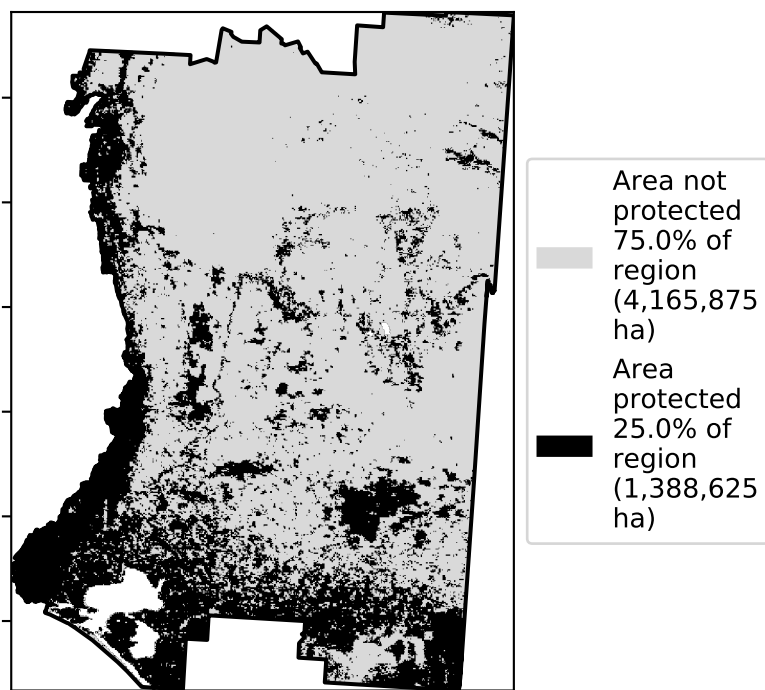 Area not
protected
75.0% of
region
(4,165,875
ha)
Area
protected
25.0% of
region
(1,388,625
ha)